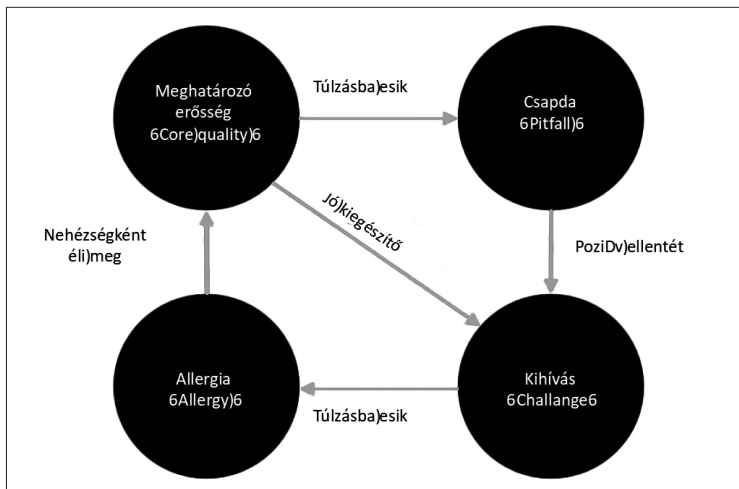 Meghatározó
erősség
6Core)quality)6
Túlzásba)esik
Csapda
6Pitfall)6
Jó)kiegészítő
Nehézségként
éli)meg
PoziDv)ellentét
Allergia
6Allergy)6
Túlzásba)esik
Kihívás
6Challange6